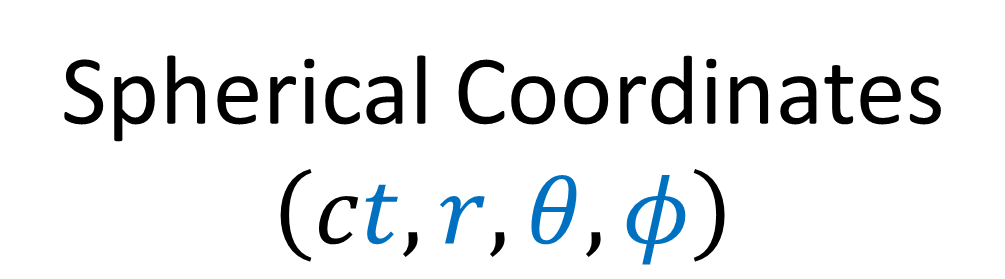 Spherical Coordinates
(ct, r, θ, ϕ)